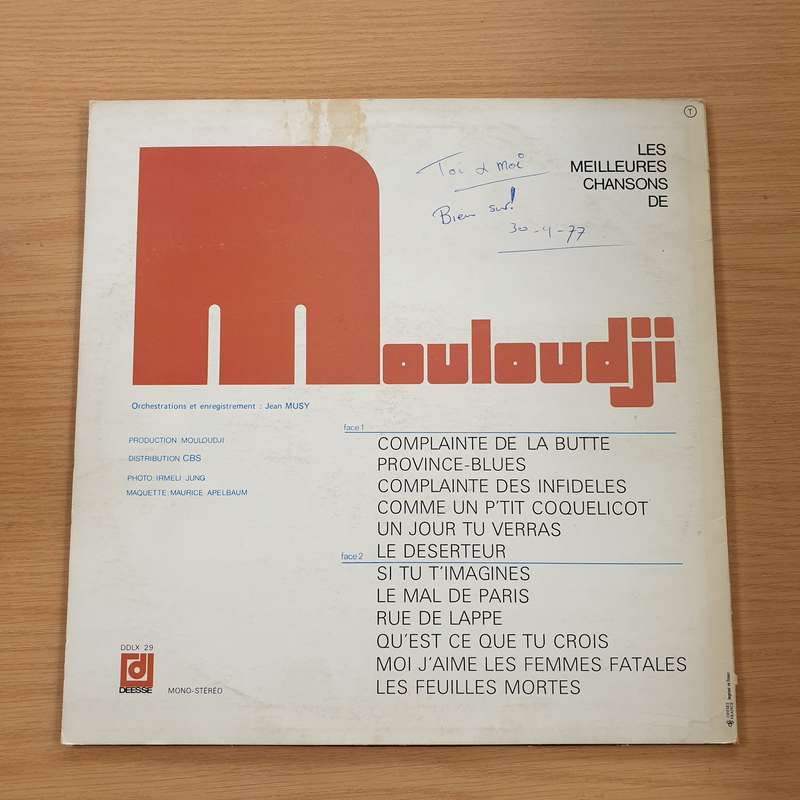 T
LES
MEILLEURES
CHANSONS
DE
Toi & moi
Bien sur!
30-4-77
Mouloudji
Orchestrations et enregistrement : Jean MUSY
PRODUCTION MOULOUDJI
DISTRIBUTION CBS
PHOTO: IRMELI JUNG
MAQUETTE: MAURICE APELBAUM
face 1
COMPLAINTE DE LA BUTTE
PROVINCE-BLUES
COMPLAINTE DES INFIDELES
COMME UN P'TIT COQUELICOT
UN JOUR TU VERRAS
LE DESERTEUR
face 2
SI TU T'IMAGINES
LE MAL DE PARIS
RUE DE LAPPE
QU'EST CE QUE TU CROIS
MOI J'AIME LES FEMMES FATALES
LES FEUILLES MORTES
DDLX 29
DEESSE
MONO-STÉRÉO